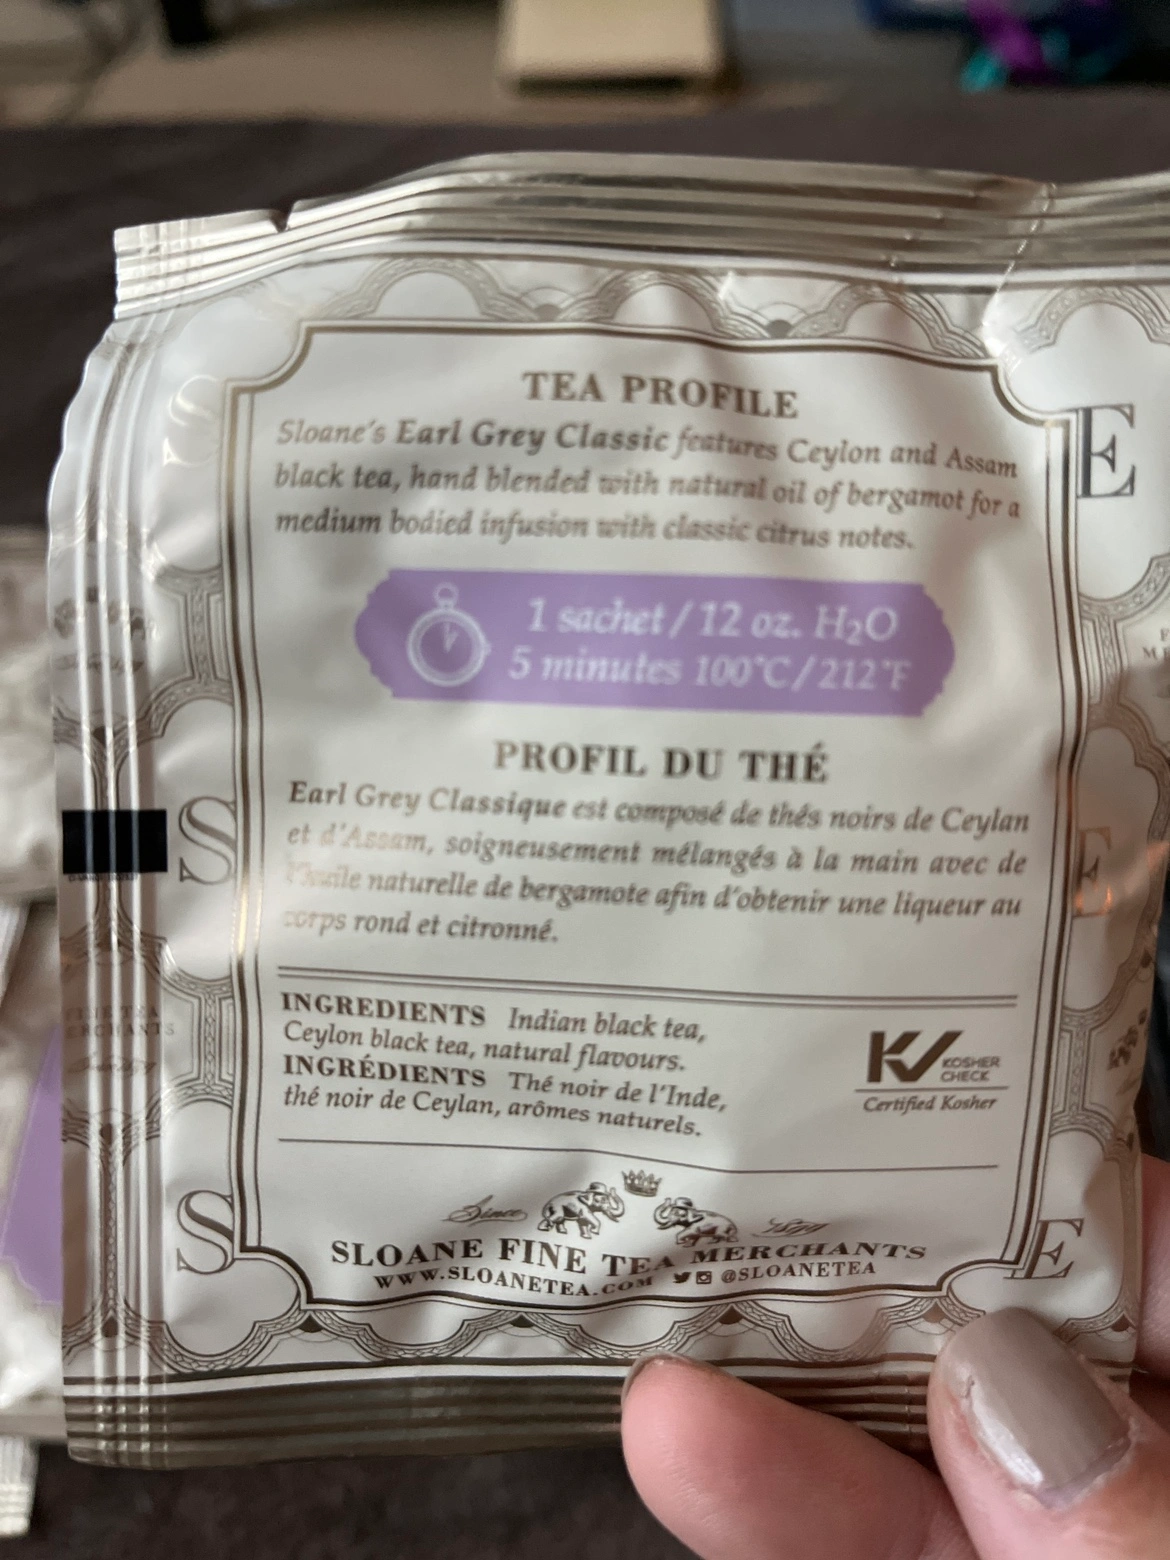 TEA PROFILE
Sloane's Earl Grey Classic features Ceylon and Assam
black tea, hand blended with natural oil of bergamot for a
medium bodied infusion with classic citrus notes.
1 sachet / 12 oz. H₂O
5 minutes 100°C/212°F
PROFIL DU THÉ
Earl Grey Classique est composé de thés noirs de Ceylan
et d'Assam, soigneusement mélangés à la main avec de
l'huile naturelle de bergamote afin d'obtenir une liqueur au
corps rond et citronné.
INGREDIENTS Indian black tea,
Ceylon black tea, natural flavours.
INGRÉDIENTS Thé noir de l'Inde,
thé noir de Ceylan, arômes naturels.
KV KOSHER
CHECK
Certified Kosher
Since
SLOANE FINE TEA MERCHANTS
WWW.SLOANETEA.COM @SLOANETEA
E
S
E
S
E
FINE TEA
MERCHANTS